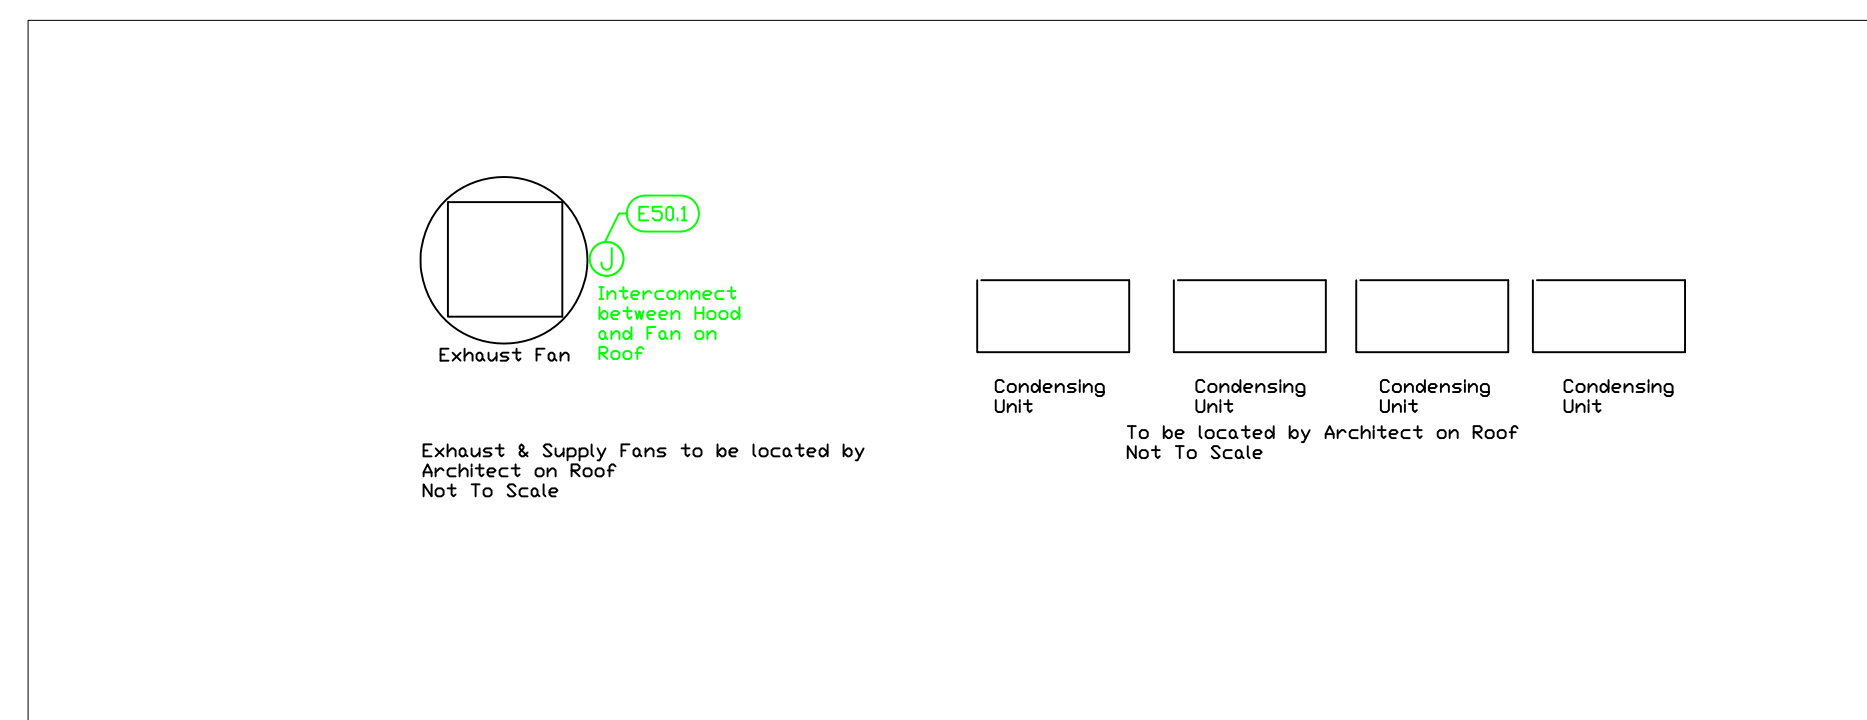 E50.1
J
Interconnect
between Hood
and Fan on
Roof
Exhaust Fan
Exhaust & Supply Fans to be located by
Architect on Roof
Not To Scale
Condensing
Unit
Condensing
Unit
Condensing
Unit
Condensing
Unit
To be located by Architect on Roof
Not To Scale